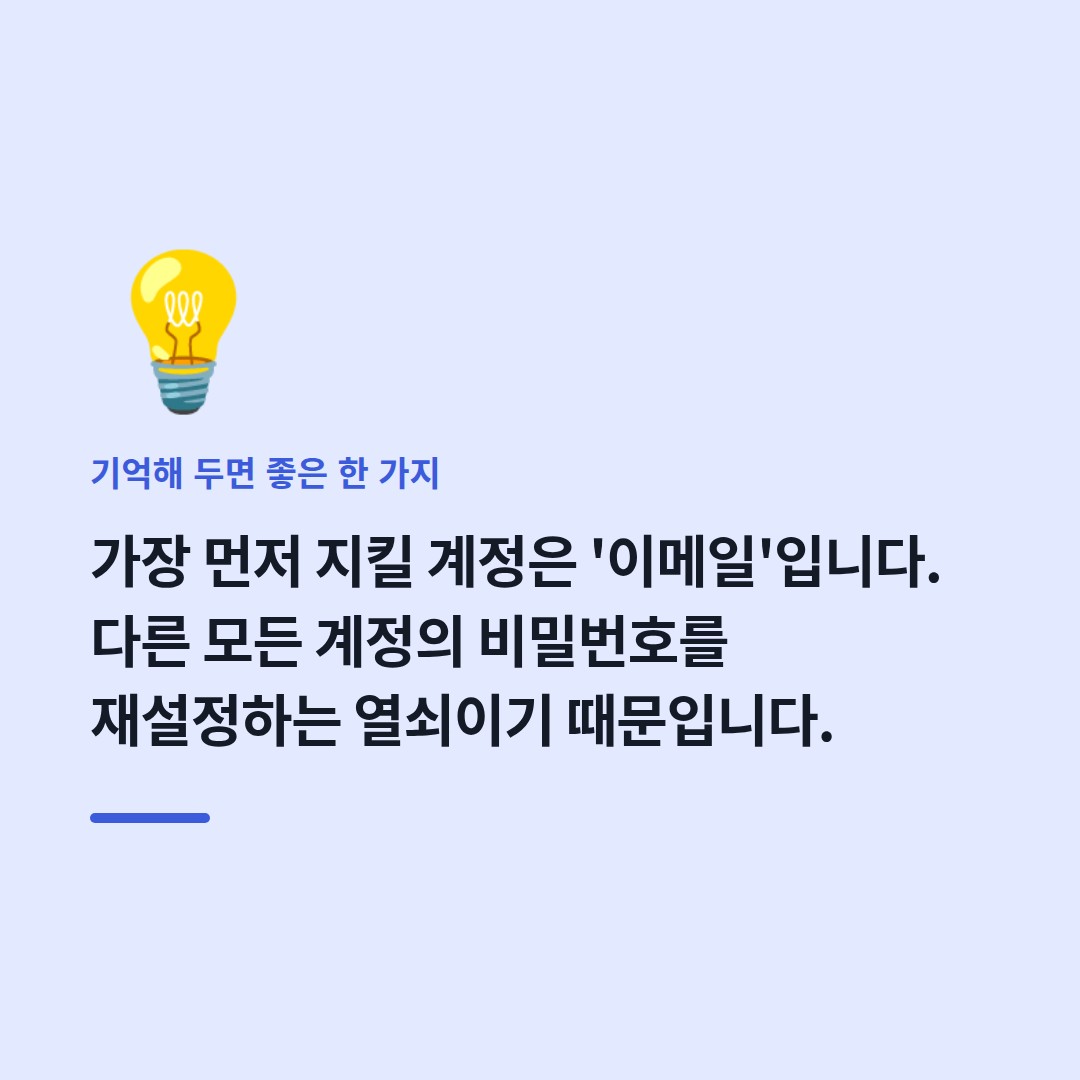 기억해 두면 좋은 한 가지
가장 먼저 지킬 계정은 '이메일'입니다.
다른 모든 계정의 비밀번호를
재설정하는 열쇠이기 때문입니다.